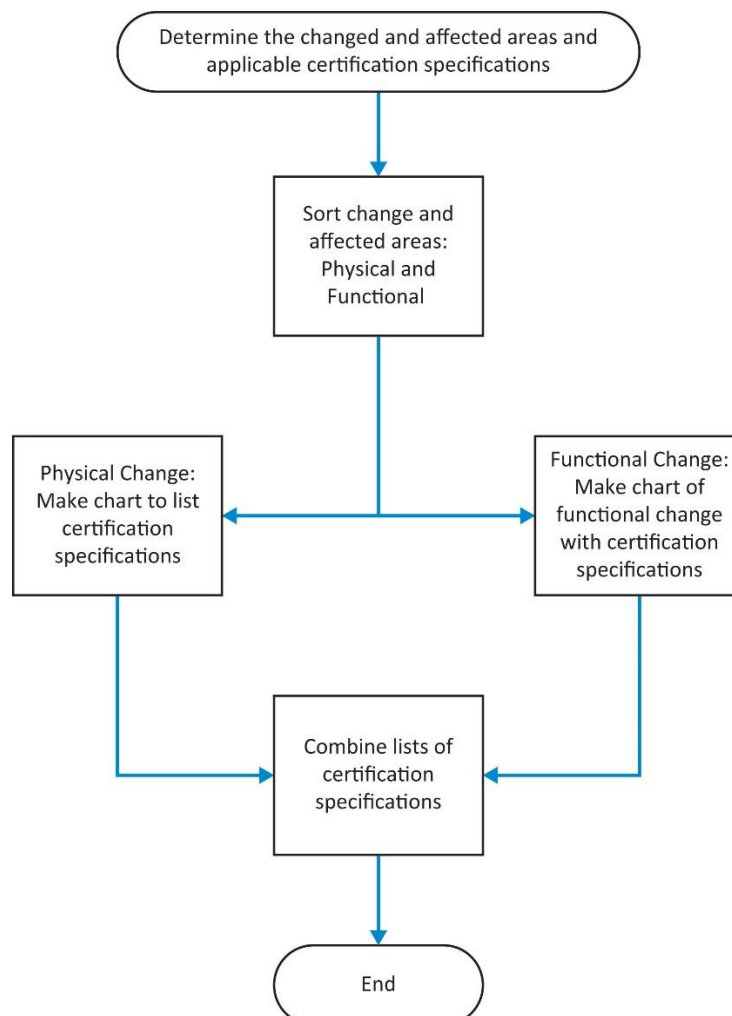 Determine the changed and affected areas and
applicable certification specifications
Sort change and
affected areas:
Physical and
Functional
Physical Change:
Make chart to list
certification
specifications
Functional Change:
Make chart of
functional change
with certification
specifications
Combine lists of
certification
specifications
End